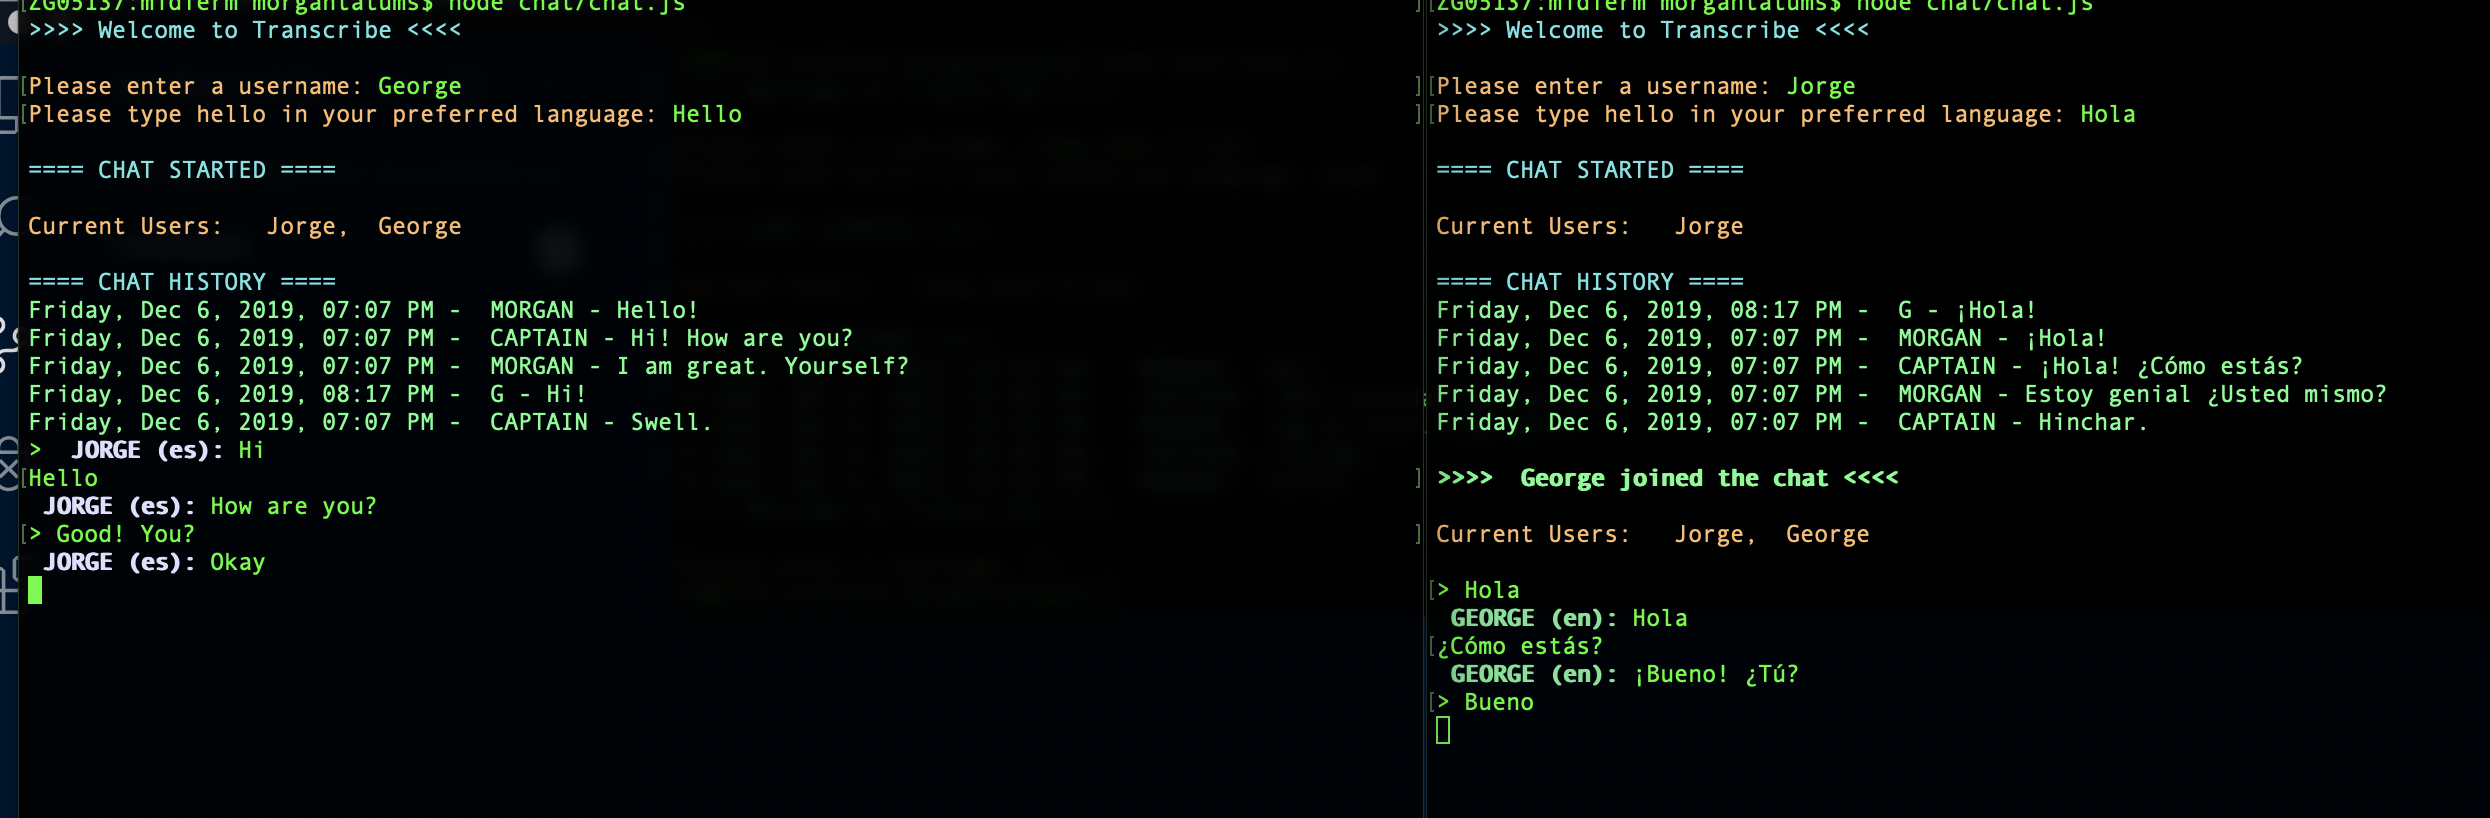 ZG05137:midterm morgantatums$ node chat/chat.js
>>>> Welcome to Transcribe <<<<
[Please enter a username: George
[Please type hello in your preferred language: Hello
==== CHAT STARTED ====
Current Users:   Jorge,  George
==== CHAT HISTORY ====
Friday, Dec 6, 2019, 07:07 PM -  MORGAN - Hello!
Friday, Dec 6, 2019, 07:07 PM -  CAPTAIN - Hi! How are you?
Friday, Dec 6, 2019, 07:07 PM -  MORGAN - I am great. Yourself?
Friday, Dec 6, 2019, 08:17 PM -  G - Hi!
Friday, Dec 6, 2019, 07:07 PM -  CAPTAIN - Swell.
>  JORGE (es): Hi
[Hello
JORGE (es): How are you?
[> Good! You?
JORGE (es): Okay
[ZG05137:midterm morgantatums$ node chat/chat.js
>>>> Welcome to Transcribe <<<<
[Please enter a username: Jorge
[Please type hello in your preferred language: Hola
==== CHAT STARTED ====
Current Users:   Jorge
==== CHAT HISTORY ====
Friday, Dec 6, 2019, 08:17 PM -  G - ¡Hola!
Friday, Dec 6, 2019, 07:07 PM -  MORGAN - ¡Hola!
Friday, Dec 6, 2019, 07:07 PM -  CAPTAIN - ¡Hola! ¿Cómo estás?
Friday, Dec 6, 2019, 07:07 PM -  MORGAN - Estoy genial ¿Usted mismo?
Friday, Dec 6, 2019, 07:07 PM -  CAPTAIN - Hinchar.
>>>>  George joined the chat <<<<
Current Users:   Jorge,  George
[> Hola
GEORGE (en): Hola
[¿Cómo estás?
GEORGE (en): ¡Bueno! ¿Tú?
[> Bueno